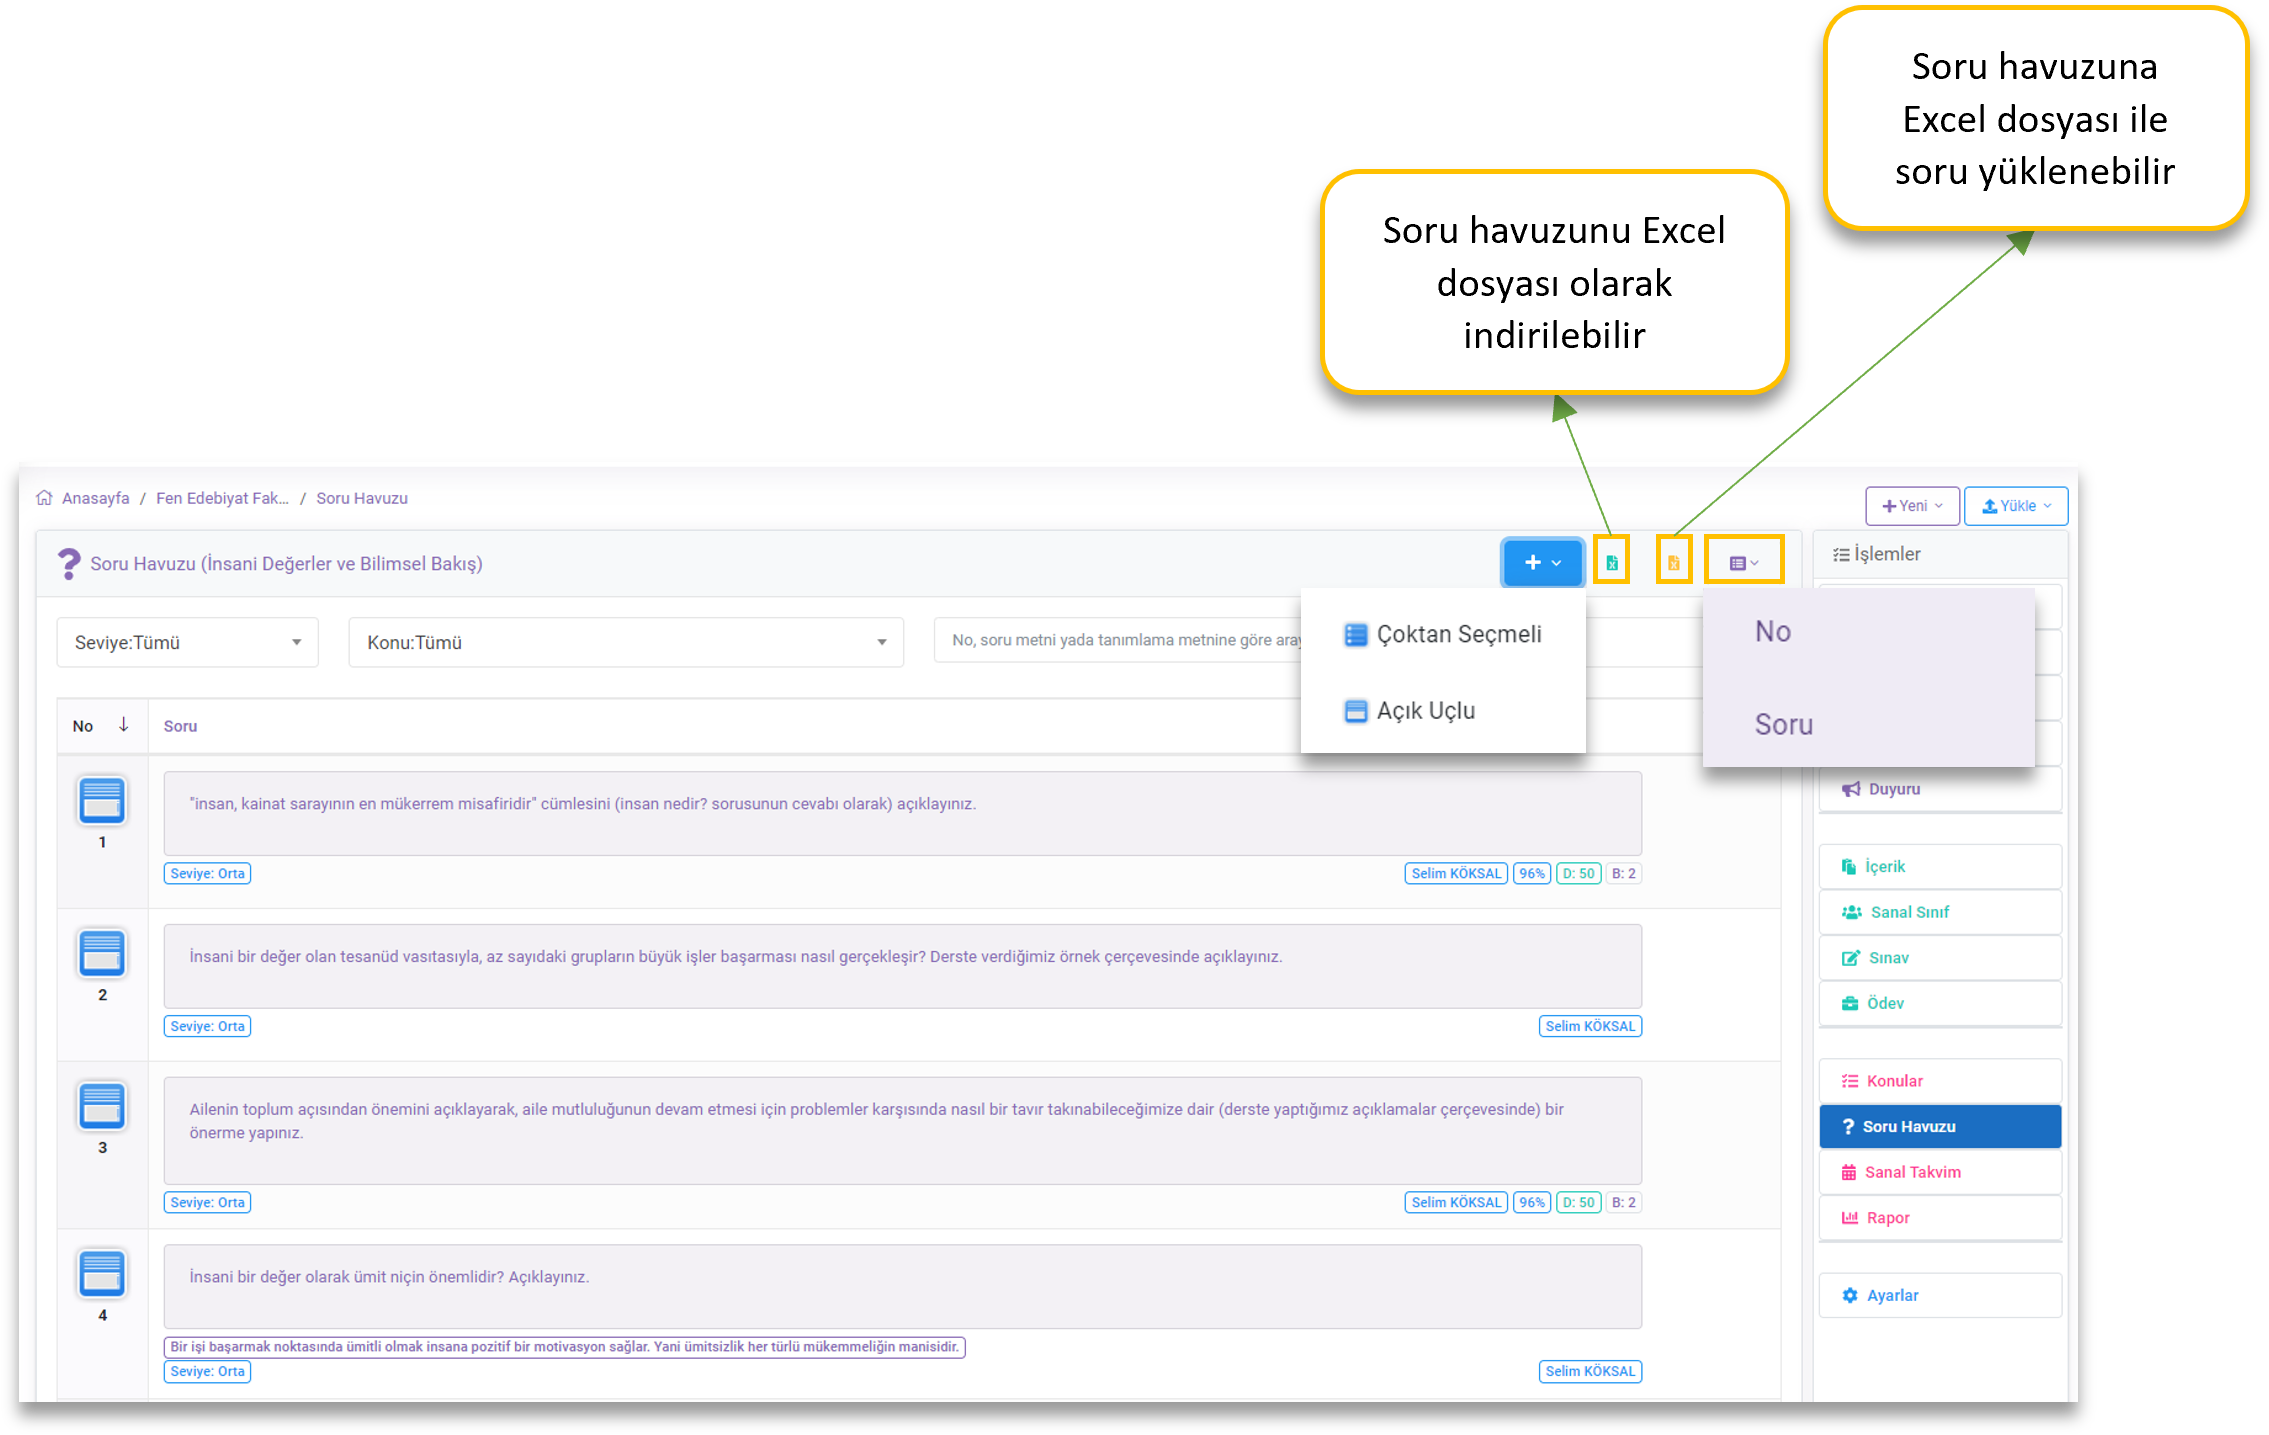 Soru havuzuna
Excel dosyası ile
soru yüklenebilir
Soru havuzunu Excel
dosyası olarak
indirilebilir
Anasayfa / Fen Edebiyat Fak... / Soru Havuzu
Yeni
Yükle
Soru Havuzu (İnsani Değerler ve Bilimsel Bakış)
İşlemler
Seviye:Tümü
Konu:Tümü
No, soru metni yada tanımlama metnine göre aray
Çoktan Seçmeli
Açık Uçlu
No
Soru
No
Soru
1
"insan, kainat sarayının en mükerrem misafiridir" cümlesini (insan nedir? sorusunun cevabı olarak) açıklayınız.
Seviye: Orta
Selim KÖKSAL 96% D: 50 B: 2
2
İnsani bir değer olan tesanüd vasıtasıyla, az sayıdaki grupların büyük işler başarması nasıl gerçekleşir? Derste verdiğimiz örnek çerçevesinde açıklayınız.
Seviye: Orta
Selim KÖKSAL
3
Ailenin toplum açısından önemini açıklayarak, aile mutluluğunun devam etmesi için problemler karşısında nasıl bir tavır takınabileceğimize dair (derste yaptığımız açıklamalar çerçevesinde) bir
önerme yapınız.
Seviye: Orta
Selim KÖKSAL 96% D: 50 B: 2
4
İnsani bir değer olarak ümit niçin önemlidir? Açıklayınız.
Bir işi başarmak noktasında ümitli olmak insana pozitif bir motivasyon sağlar. Yani ümitsizlik her türlü mükemmeliğin manisidir.
Seviye: Orta
Selim KÖKSAL
Duyuru
İçerik
Sanal Sınıf
Sınav
Ödev
Konular
Soru Havuzu
Sanal Takvim
Rapor
Ayarlar